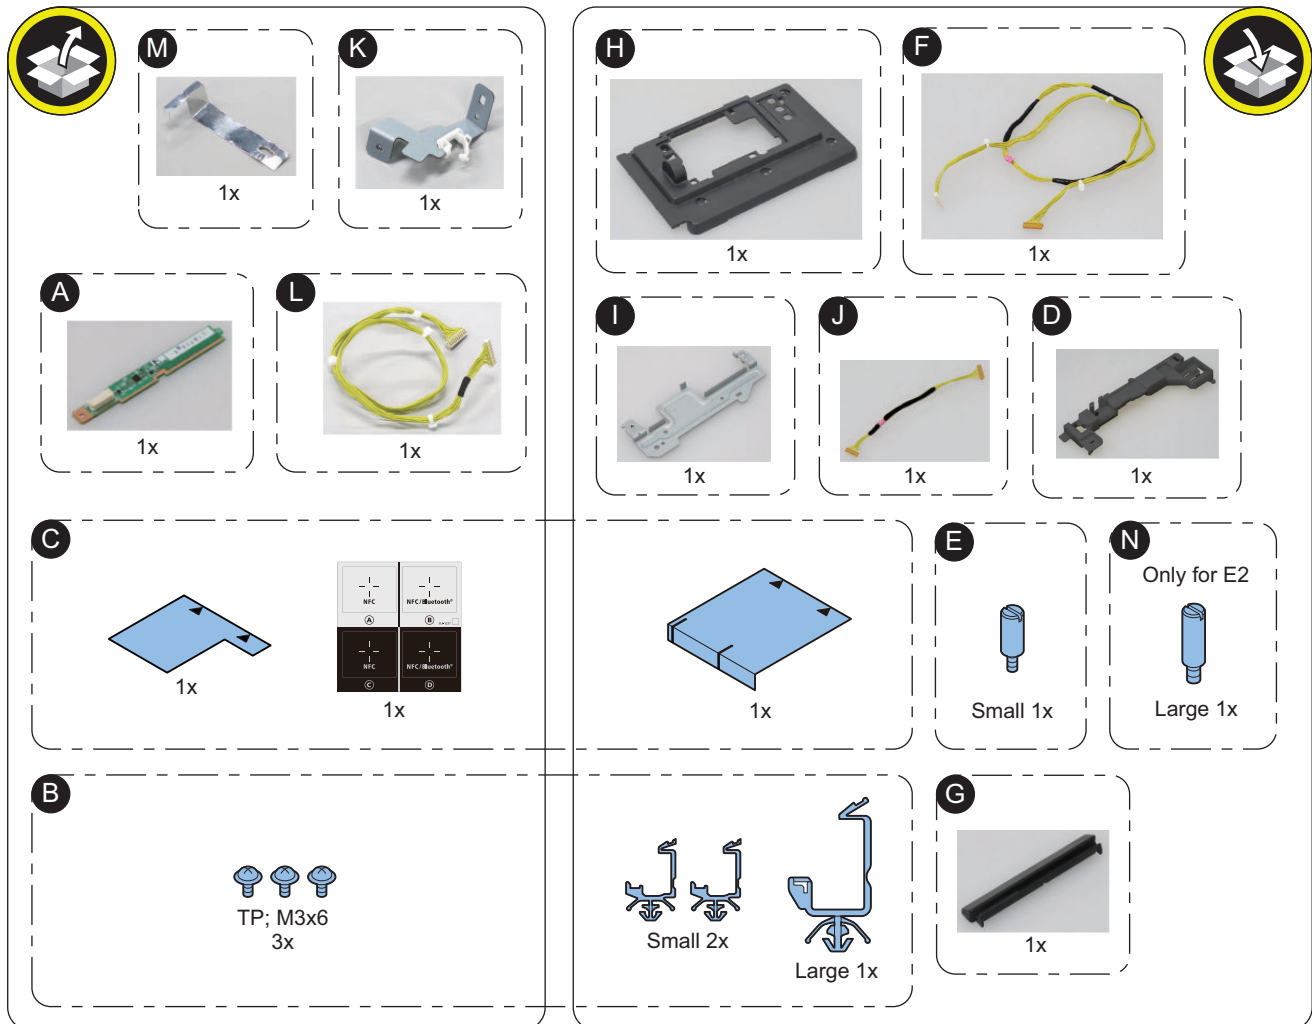 M
1x
K
1x
H
1x
F
1x
A
1x
L
1x
I
1x
J
1x
D
1x
C
1x
NFC
NFC/Bluetooth®
A
B
NFC
NFC/Bluetooth®
C
D
1x
1x
E
Small 1x
N
Only for E2
Large 1x
B
TP; M3x6
3x
Small 2x
Large 1x
G
1x